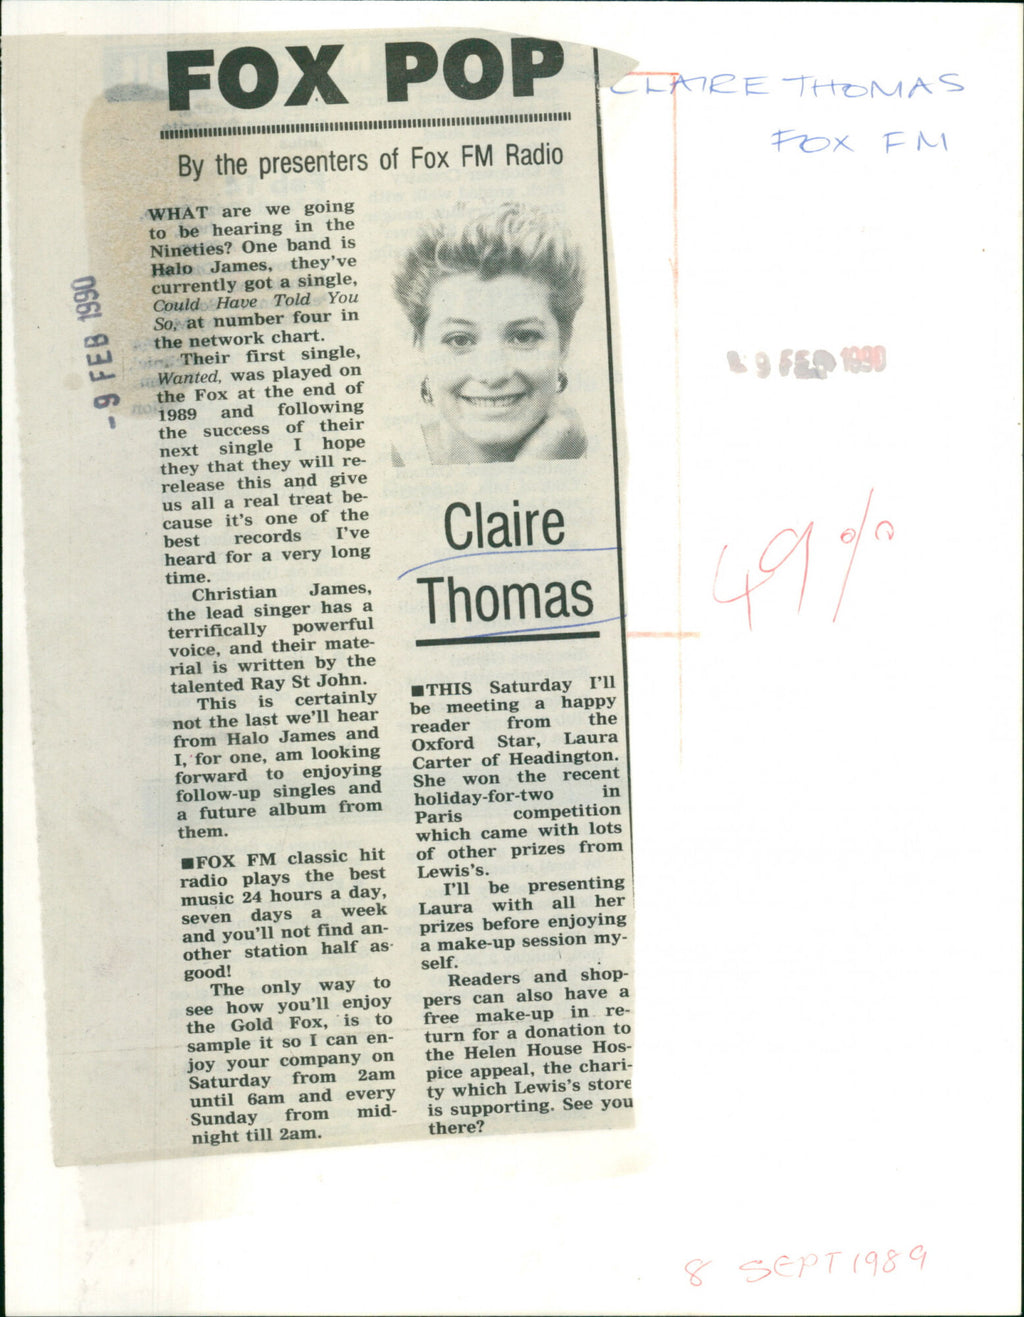 FOX POP
By the presenters of Fox FM Radio
WHAT are we going
to be hearing in the
Nineties? One band is
Halo James, they've
currently got a single,
Could Have Told You
So, at number four in
the network chart.
Their first single,
Wanted, was played on
the Fox at the end of
1989 and following
the success of their
next single I hope
they that they will re-
release this and give
us all a real treat be-
cause it's one of the
best records I've
heard for a very long
time.
Christian James,
the lead singer has a
terrifically powerful
voice, and their mate-
rial is written by the
talented Ray St John.
This is certainly
not the last we'll hear
from Halo James and
I, for one, am looking
forward to enjoying
follow-up singles and
a future album from
them.
■FOX FM classic hit
radio plays the best
music 24 hours a day,
seven days a week
and you'll not find an-
other station half as
good!
The only way to
see how you'll enjoy
the Gold Fox, is to
sample it so I can en-
joy your company on
Saturday from 2am
until 6am and every
Sunday from mid-
night till 2am.
Claire
Thomas
■THIS Saturday I'll
be meeting a happy
reader from the
Oxford Star, Laura
Carter of Headington.
She won the recent
holiday-for-two in
Paris competition
which came with lots
of other prizes from
Lewis's.
I'll be presenting
Laura with all her
prizes before enjoying
a make-up session my-
self.
Readers and shop-
pers can also have a
free make-up in re-
turn for a donation to
the Helen House Hos-
pice appeal, the chari-
ty which Lewis's store
is supporting. See you
there?
-9 FEB 1990
CLAIRE THOMAS
FOX FM
9 FEB 1990
49%
8 SEPT 1989